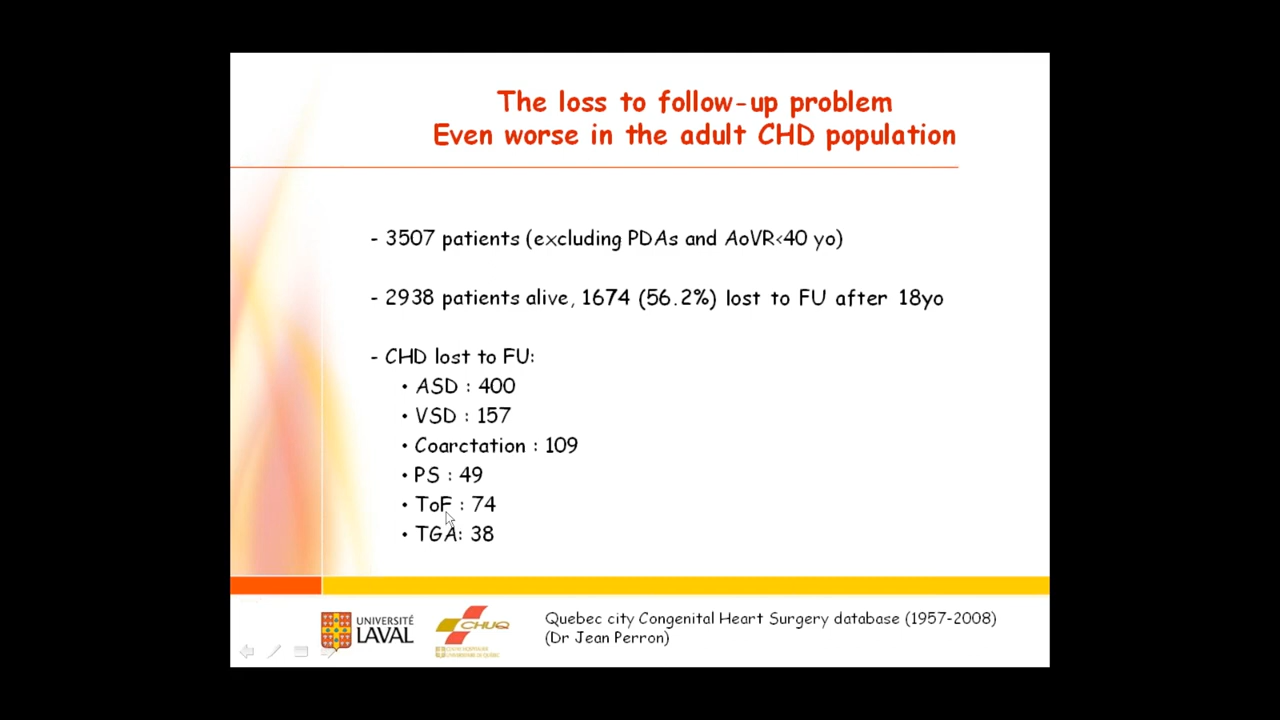 The loss to follow-up problem
Even worse in the adult CHD population
- 3507 patients (excluding PDAs and AoVR<40 yo)
- 2938 patients alive, 1674 (56.2%) lost to FU after 18yo
- CHD lost to FU:
• ASD : 400
• VSD : 157
• Coarctation : 109
• PS : 49
• ToF : 74
• TGA: 38
UNIVERSITÉ
LAVAL
CHUQ
Quebec city Congenital Heart Surgery database (1957-2008)
(Dr Jean Perron)